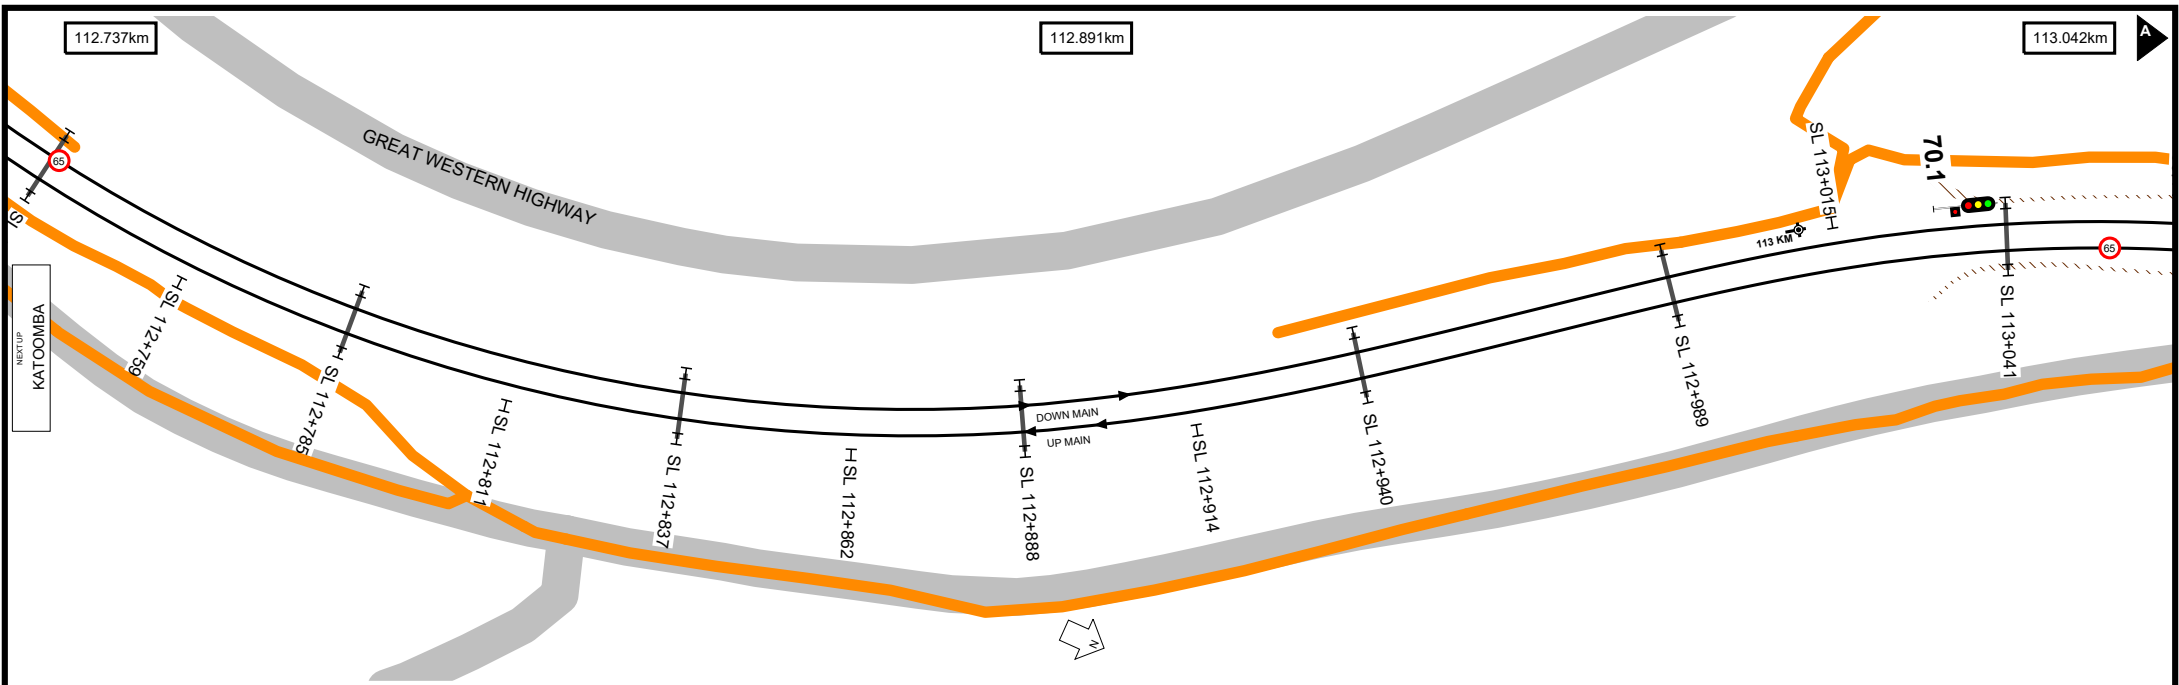 112.737km
112.891km
113.042km
A
GREAT WESTERN HIGHWAY
65
SL
NEXT UP
KATOOMBA
SL 112+759
SL 112+785
SL 112+811
SL 112+837
SL 112+862
SL 112+888
DOWN MAIN
UP MAIN
SL 112+914
SL 112+940
SL 112+989
113 KM
SL 113+015
70.1
SL 113+041
65
N